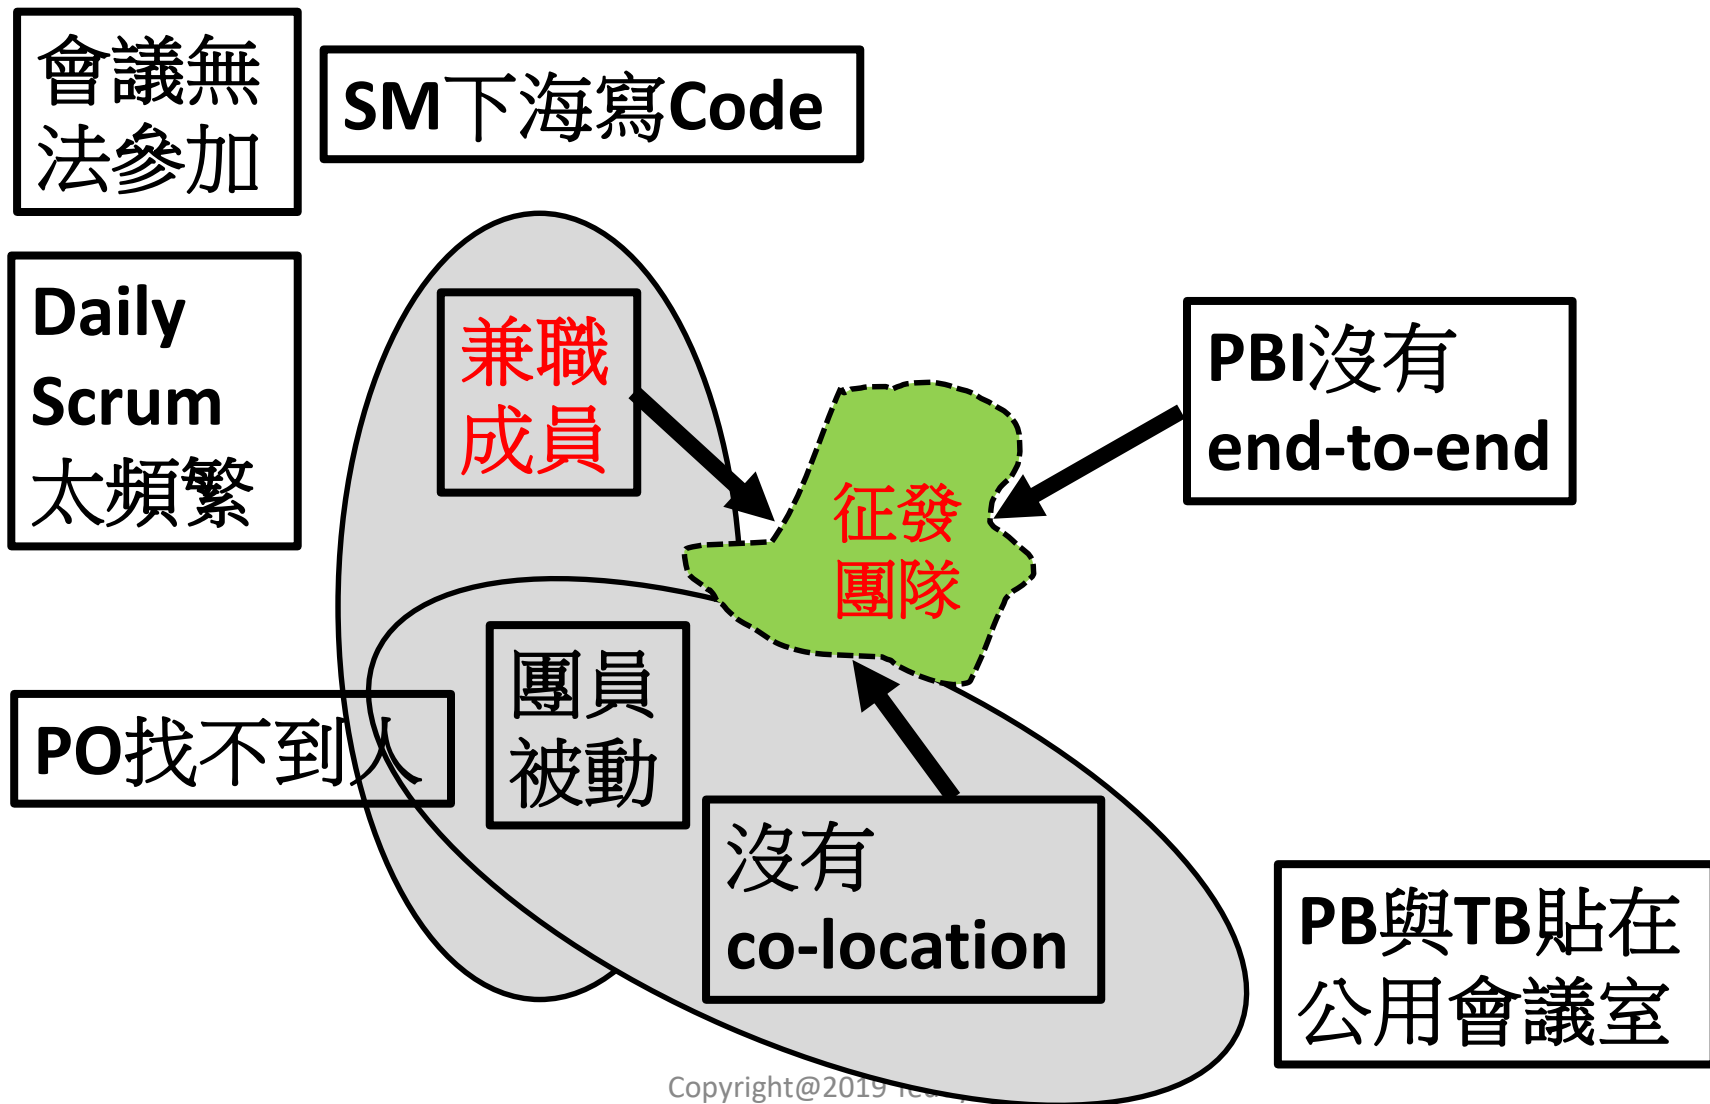 會議無
法參加
SM下海寫Code
Daily
Scrum
太頻繁
兼職
成員
PBI沒有
end-to-end
征發
團隊
團員
被動
PO找不到人
沒有
co-location
PB與TB貼在
公用會議室
Copyright@2019